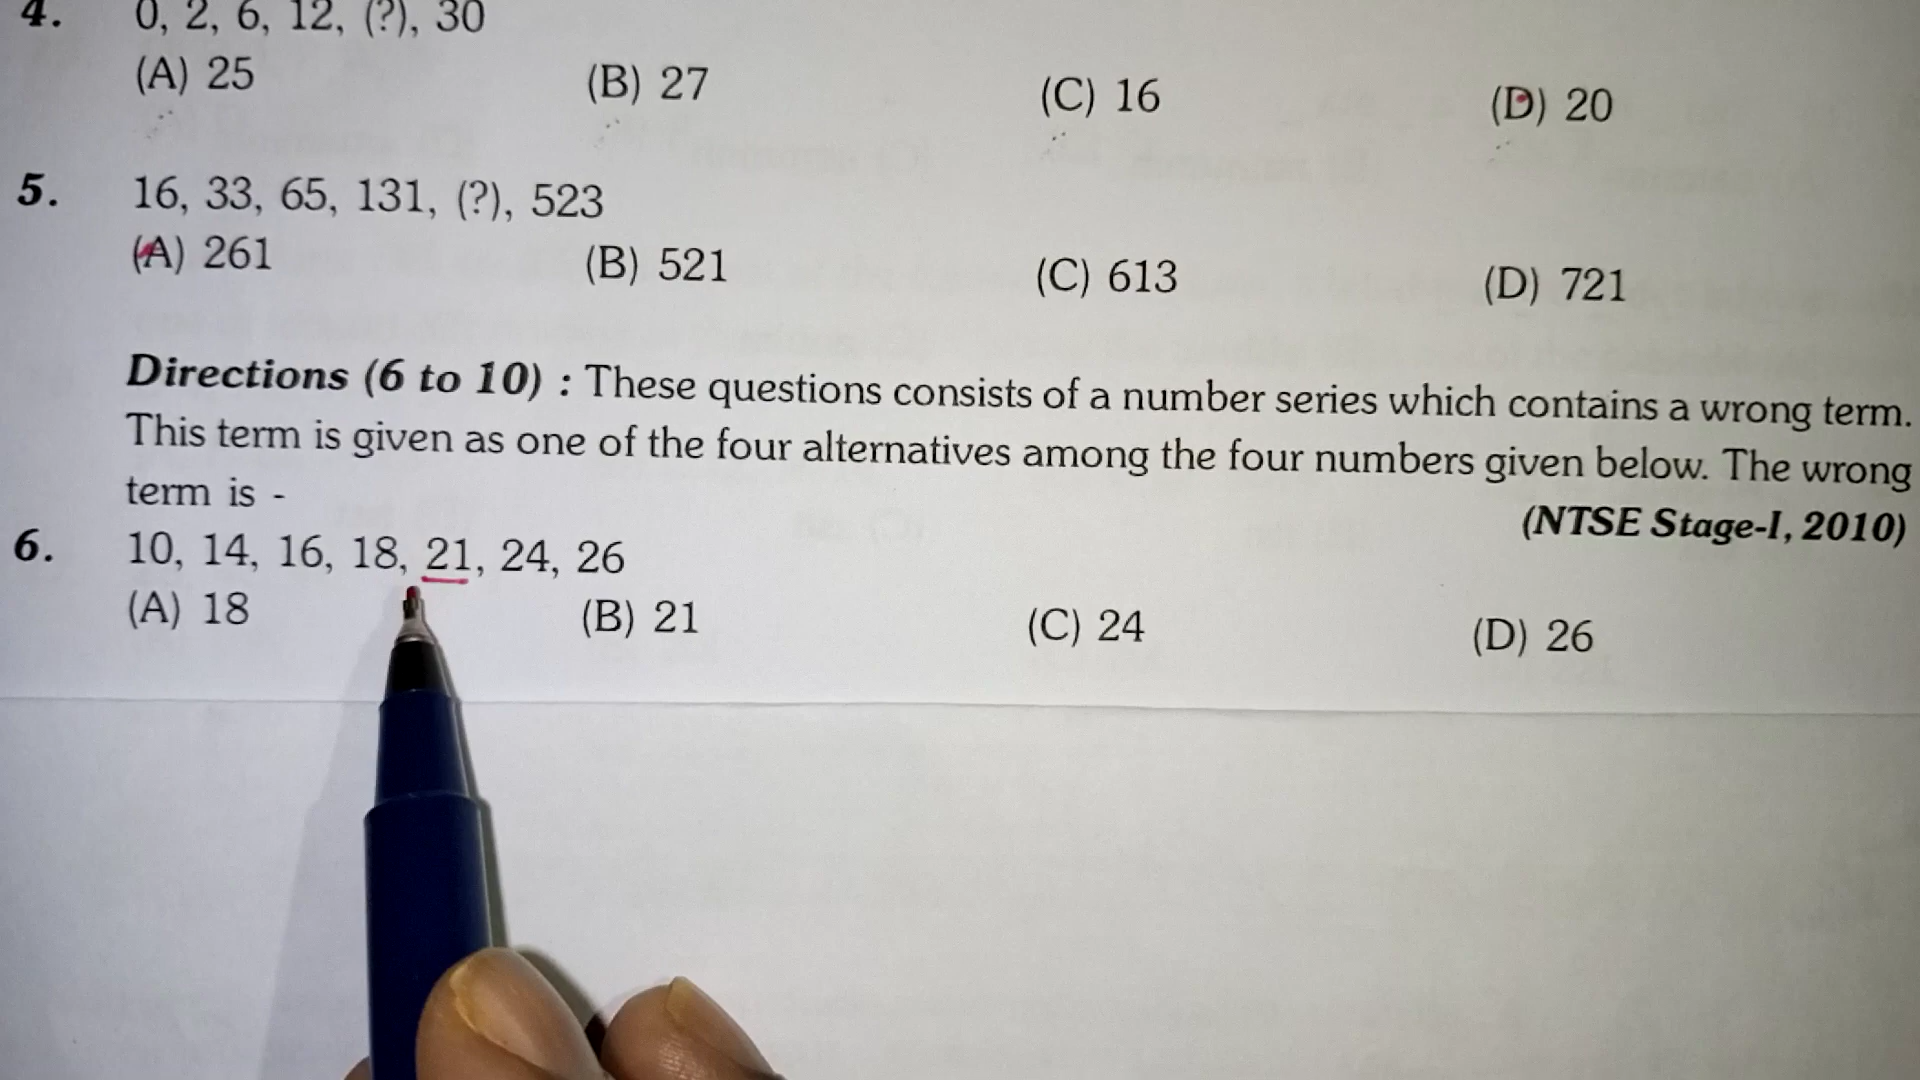 4. 0, 2, 6, 12, (?), 30
(A) 25 (B) 27 (C) 16 (D) 20
5. 16, 33, 65, 131, (?), 523
(A) 261 (B) 521 (C) 613 (D) 721
Directions (6 to 10) : These questions consists of a number series which contains a wrong term.
This term is given as one of the four alternatives among the four numbers given below. The wrong
term is -
(NTSE Stage-I, 2010)
6. 10, 14, 16, 18, 21, 24, 26
(A) 18 (B) 21 (C) 24 (D) 26